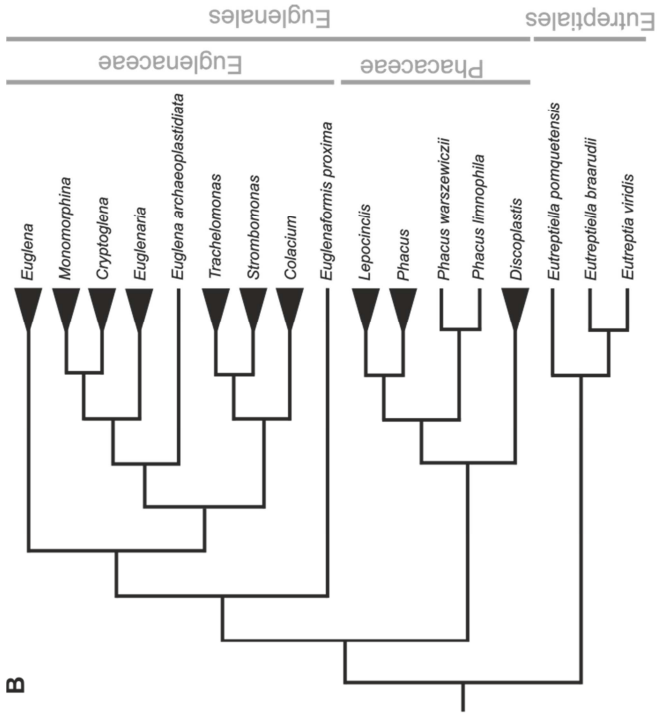 Euglenales
Eutreptiales
Euglenaceae
Phacaceae
Euglena
Monomorphina
Cryptoglena
Euglenaria
Euglena archaeoplastidiata
Trachelomonas
Strombomonas
Colacium
Euglenaformis proxima
Lepocinclis
Phacus
Phacus warszewiczii
Phacus limnophila
Discoplastis
Eutreptiella pomquetensis
Eutreptiella braarudii
Eutreptia viridis
B